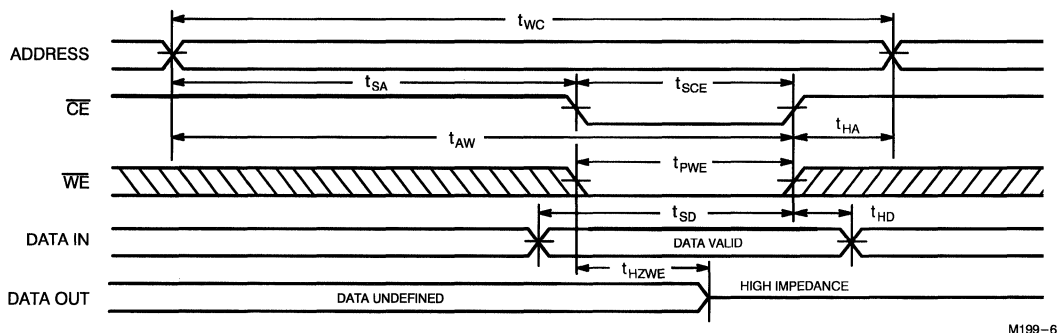 tWC
ADDRESS
tSA
tSCE
CE
tAW
tHA
WE
tPWE
tSD
tHD
DATA IN
DATA VALID
tHZWE
DATA OUT
DATA UNDEFINED
HIGH IMPEDANCE
M199–6